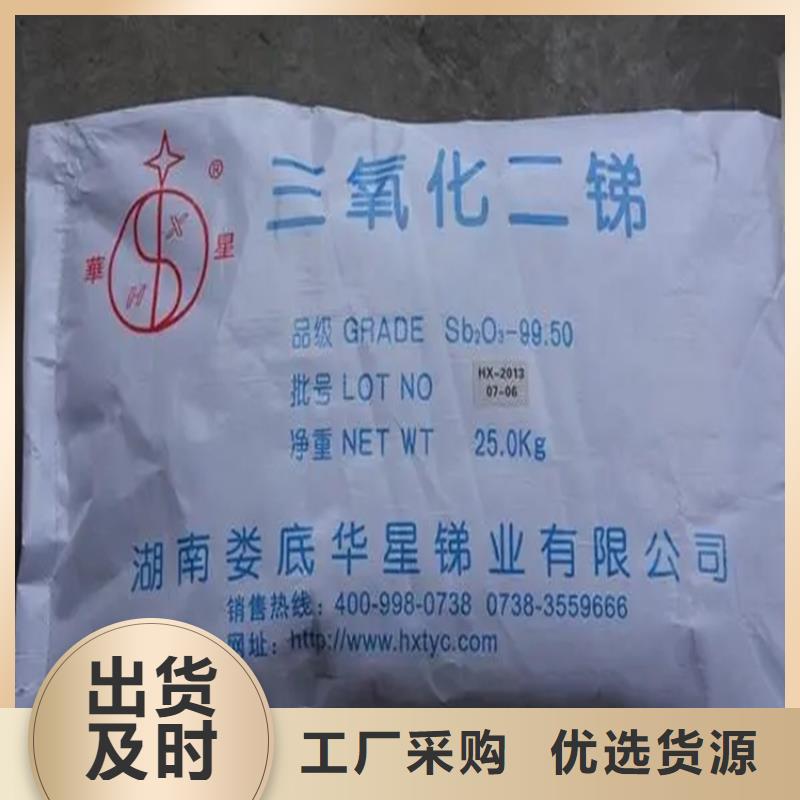 三氧化二锑
®
華 星
X
H
品级 GRADE Sb₂O₃-99.50
批号 LOT NO HX-2013
07-06
净重 NET WT 25.0Kg
湖南娄底华星锑业有限公司
销售热线：400-998-0738 0738-3559666
网址：http://www.hxtyc.com
出货
及时
工厂采购 优选货源